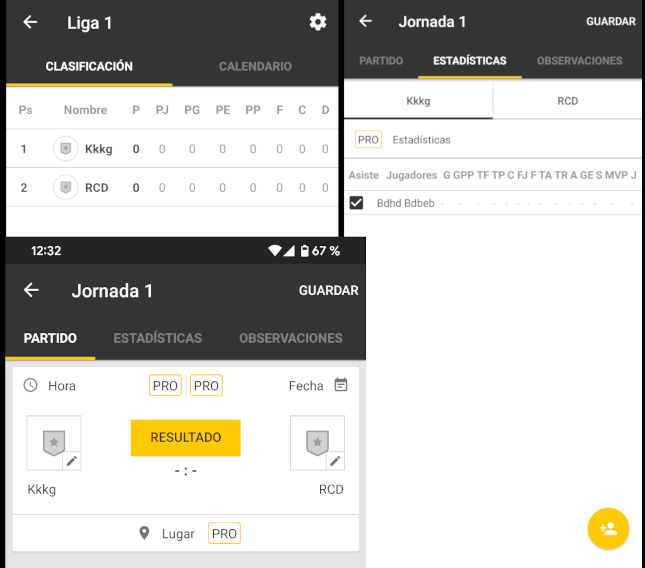 Liga 1
CLASIFICACIÓN CALENDARIO
Ps Nombre P PJ PG PE PP F C D
1 Kkkg 0 0 0 0 0 0 0 0
2 RCD 0 0 0 0 0 0 0 0
Jornada 1 GUARDAR
PARTIDO ESTADÍSTICAS OBSERVACIONES
Kkkg RCD
PRO Estadísticas
Asiste Jugadores G GPP TF TP C FJ F TA TR A GE S MVP J
Bdhd Bdbeb - - - - - - - - - - - - - -
12:32 67 %
Jornada 1 GUARDAR
PARTIDO ESTADÍSTICAS OBSERVACIONES
Hora PRO PRO Fecha
RESULTADO
- : -
Kkkg RCD
Lugar PRO